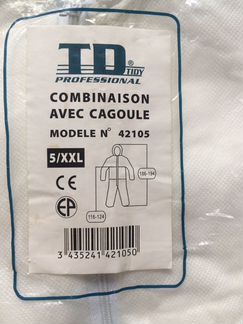 TD®
TIDY
PROFESSIONAL
COMBINAISON
AVEC CAGOULE
MODELE N° 42105
5/XXL
CE
EP
186-194
116-124
3 435241 421050